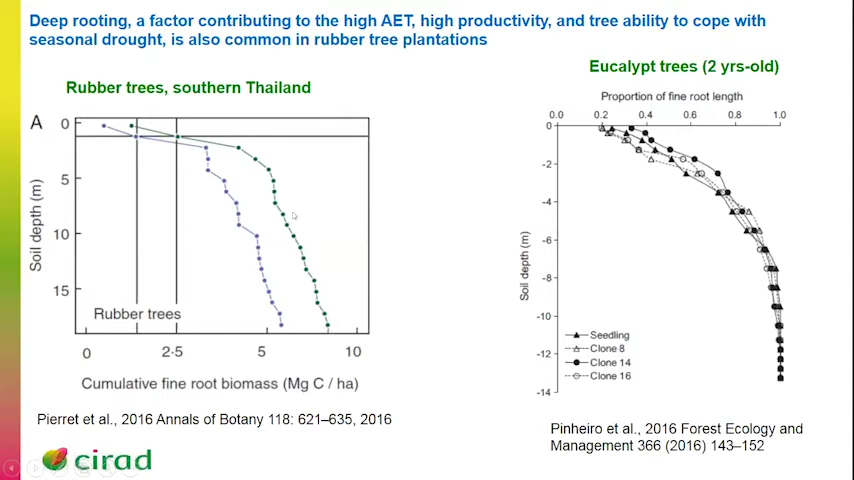 Deep rooting, a factor contributing to the high AET, high productivity, and tree ability to cope with
seasonal drought, is also common in rubber tree plantations
Rubber trees, southern Thailand
A
0
5
10
15
Soil depth (m)
Rubber trees
0
2·5
5
10
Cumulative fine root biomass (Mg C / ha)
Pierret et al., 2016 Annals of Botany 118: 621–635, 2016
Eucalypt trees (2 yrs-old)
Proportion of fine root length
0.0
0.2
0.4
0.6
0.8
1.0
0
-2
-4
-6
-8
-10
-12
-14
Soil depth (m)
Seedling
Clone 8
Clone 14
Clone 16
Pinheiro et al., 2016 Forest Ecology and
Management 366 (2016) 143–152
cirad